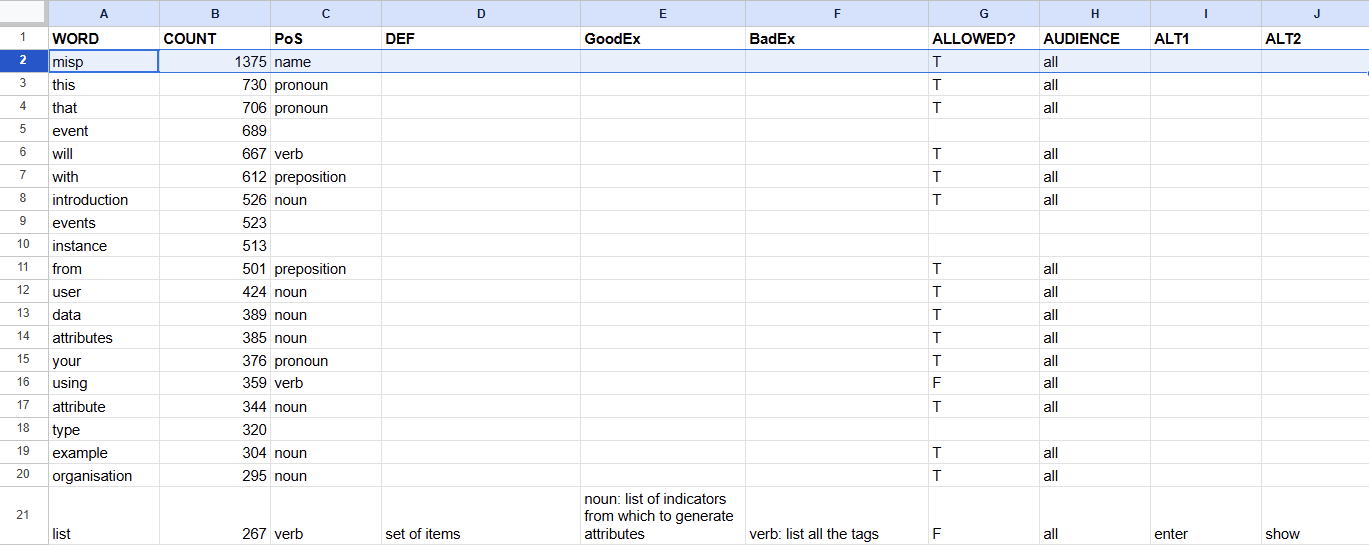 A B C D E F G H I J
1 WORD COUNT PoS DEF GoodEx BadEx ALLOWED? AUDIENCE ALT1 ALT2
2 misp 1375 name T all
3 this 730 pronoun T all
4 that 706 pronoun T all
5 event 689
6 will 667 verb T all
7 with 612 preposition T all
8 introduction 526 noun T all
9 events 523
10 instance 513
11 from 501 preposition T all
12 user 424 noun T all
13 data 389 noun T all
14 attributes 385 noun T all
15 your 376 pronoun T all
16 using 359 verb F all
17 attribute 344 noun T all
18 type 320
19 example 304 noun T all
20 organisation 295 noun T all
noun: list of indicators
21 from which to generate
list 267 verb set of items attributes verb: list all the tags F all enter show